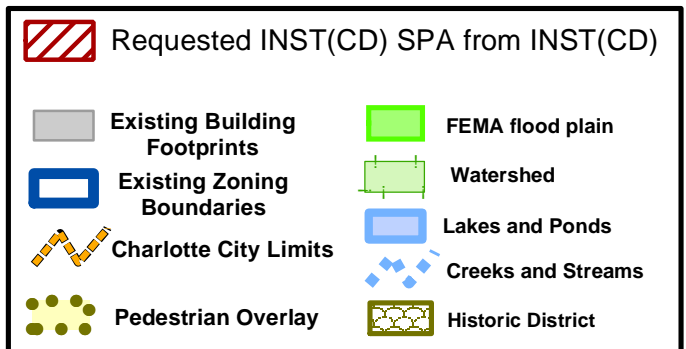 Requested INST(CD) SPA from INST(CD)
Existing Building
Footprints
Existing Zoning
Boundaries
Charlotte City Limits
Pedestrian Overlay
FEMA flood plain
Watershed
Lakes and Ponds
Creeks and Streams
Historic District